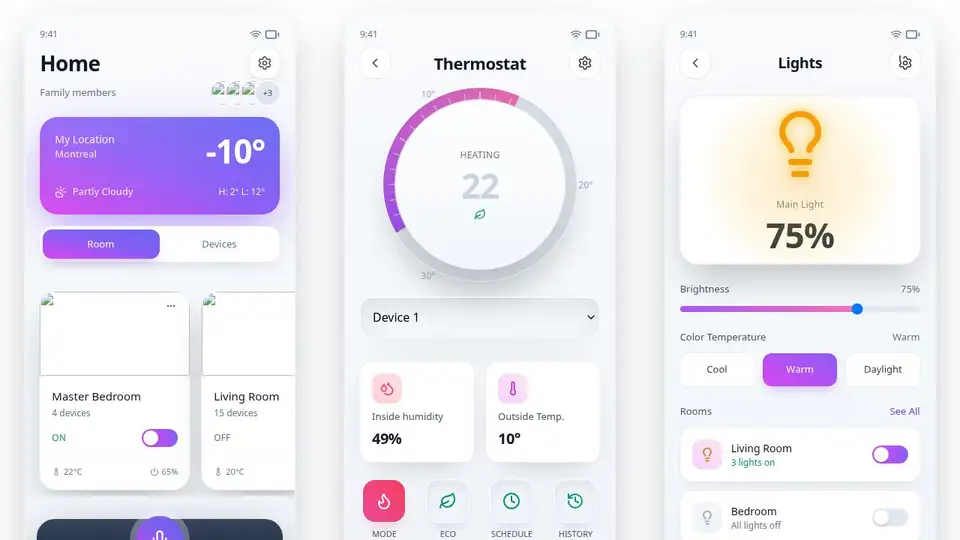 9:41
Home
Family members
+3
My Location
Montreal
-10°
Partly Cloudy
H: 2° L: 12°
Room
Devices
...
Master Bedroom
4 devices
ON
22°C
65%
Living Room
15 devices
OFF
20°C
9:41
Thermostat
10°
HEATING
22
20°
30°
Device 1
Inside humidity
49%
Outside Temp.
10°
MODE
ECO
SCHEDULE
HISTORY
9:41
Lights
Main Light
75%
Brightness
75%
Color Temperature
Warm
Cool
Warm
Daylight
Rooms
See All
Living Room
3 lights on
Bedroom
All lights off